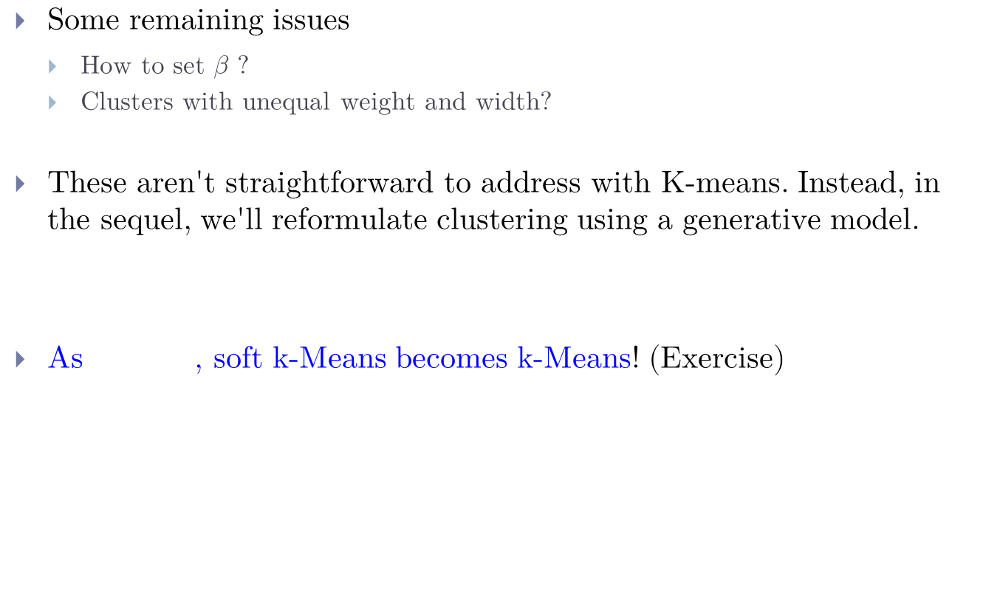 Some remaining issues
How to set β ?
Clusters with unequal weight and width?
These aren't straightforward to address with K-means. Instead, in
the sequel, we'll reformulate clustering using a generative model.
As , soft k-Means becomes k-Means! (Exercise)